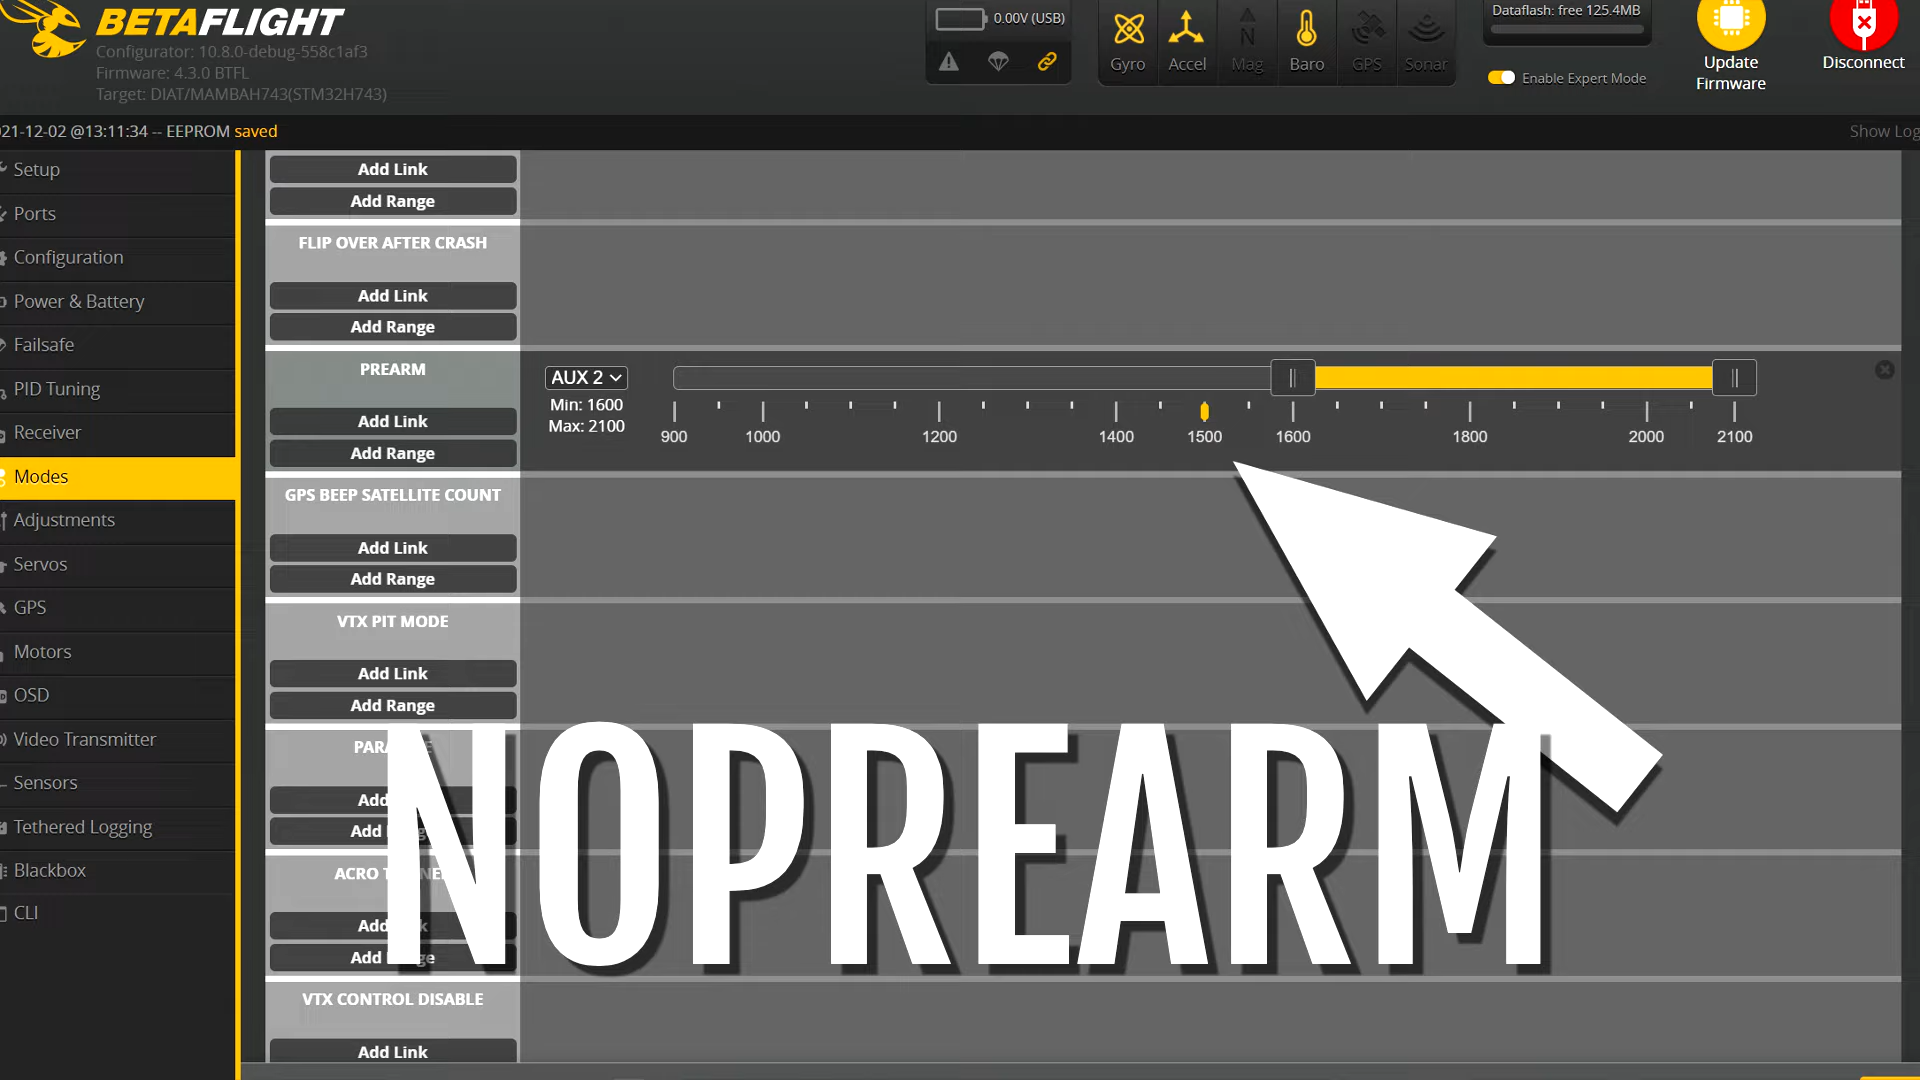 BETAFLIGHT
Configurator: 10.8.0-debug-558c1af3
Firmware: 4.3.0 BTFL
Target: DIAT/MAMBAH743(STM32H743)
0.00V (USB)
Gyro
Accel
Mag
Baro
GPS
Sonar
Dataflash: free 125.4MB
Enable Expert Mode
Update
Firmware
Disconnect
21-12-02 @13:11:34 -- EEPROM saved
Show Log
Setup
Ports
Configuration
Power & Battery
Failsafe
PID Tuning
Receiver
Modes
Adjustments
Servos
GPS
Motors
OSD
Video Transmitter
Sensors
Tethered Logging
Blackbox
CLI
Add Link
Add Range
FLIP OVER AFTER CRASH
Add Link
Add Range
PREARM
Add Link
Add Range
AUX 2
Min: 1600
Max: 2100
900 1000 1200 1400 1500 1600 1800 2000 2100
GPS BEEP SATELLITE COUNT
Add Link
Add Range
VTX PIT MODE
Add Link
Add Range
Add
Add
ACRO
Add
Add
VTX CONTROL DISABLE
Add Link
NOPREARM